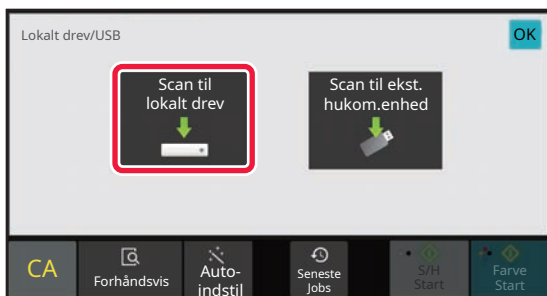 Lokalt drev/USB
OK
Scan til
lokalt drev
Scan til ekst.
hukom.enhed
CA
Forhåndsvis
Auto-
indstil
Seneste
Jobs
S/H
Start
Farve
Start